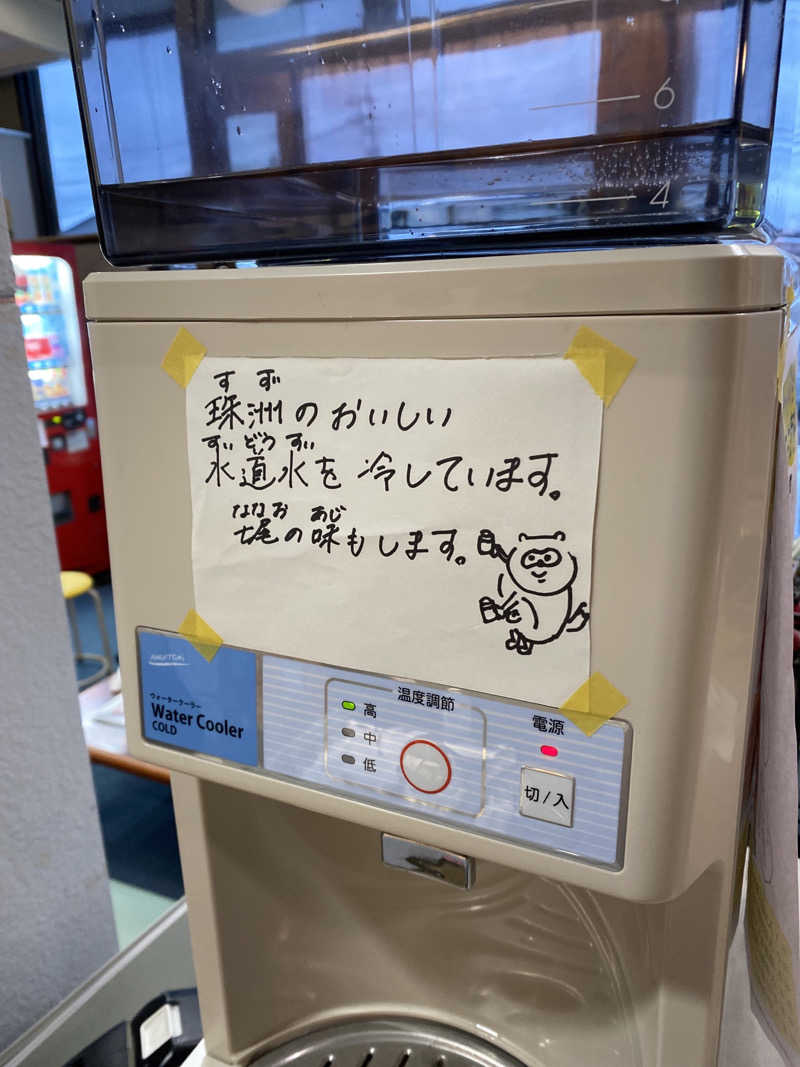 6
4
すず
珠洲のおいしい
すいどうすい
水道水を冷しています。
ななお あじ
七尾の味もします。
ウォータークーラー
Water Cooler
COLD
温度調節
高
中
低
電源
切/入